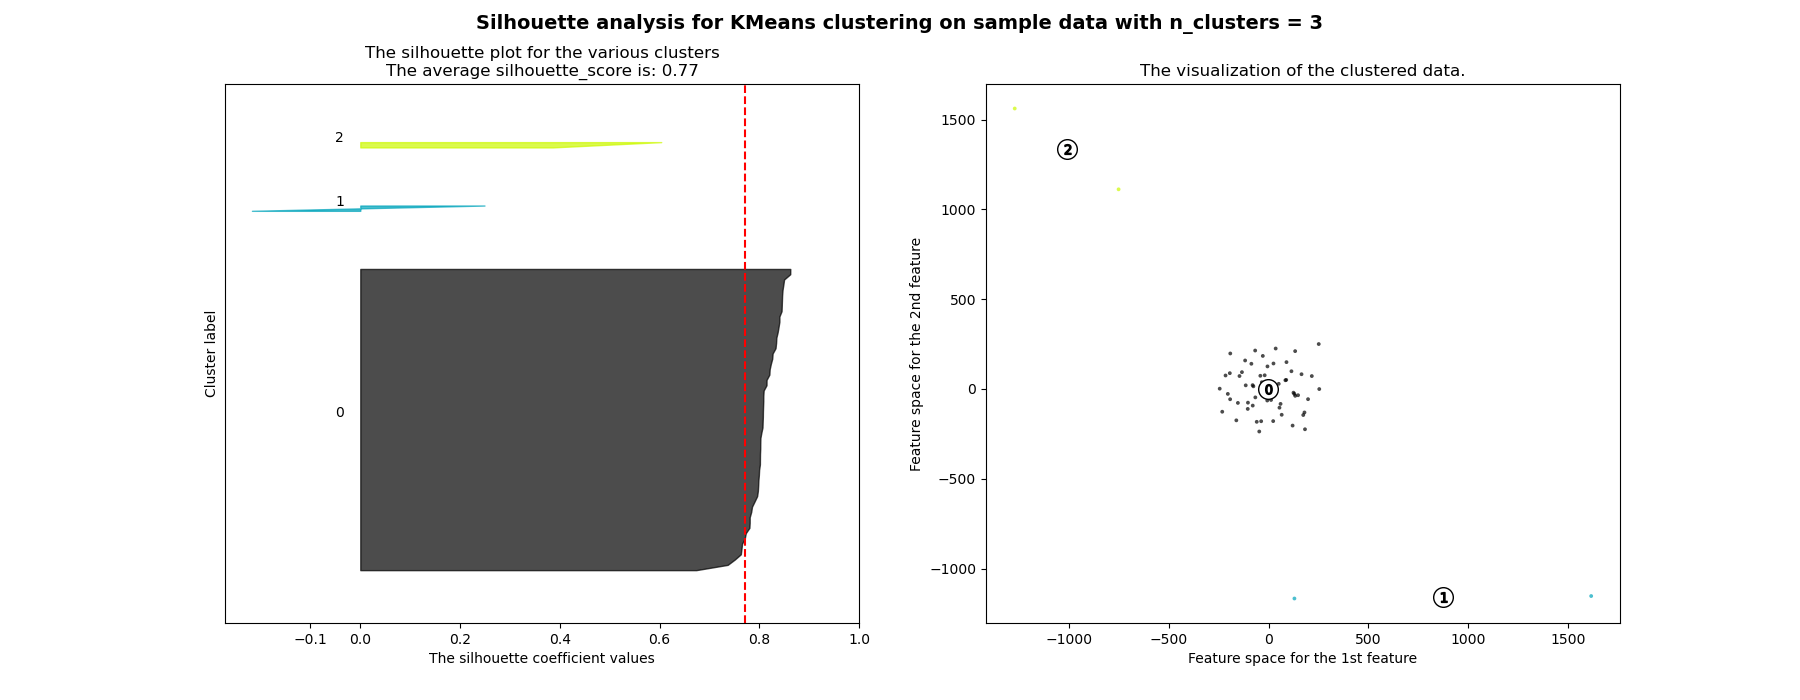 Silhouette analysis for KMeans clustering on sample data with n_clusters = 3
The silhouette plot for the various clusters
The average silhouette_score is: 0.77
2
1
0
Cluster label
−0.1 0.0 0.2 0.4 0.6 0.8 1.0
The silhouette coefficient values
The visualization of the clustered data.
1500
1000
500
0
−500
−1000
Feature space for the 2nd feature
2
0
1
−1000 −500 0 500 1000 1500
Feature space for the 1st feature